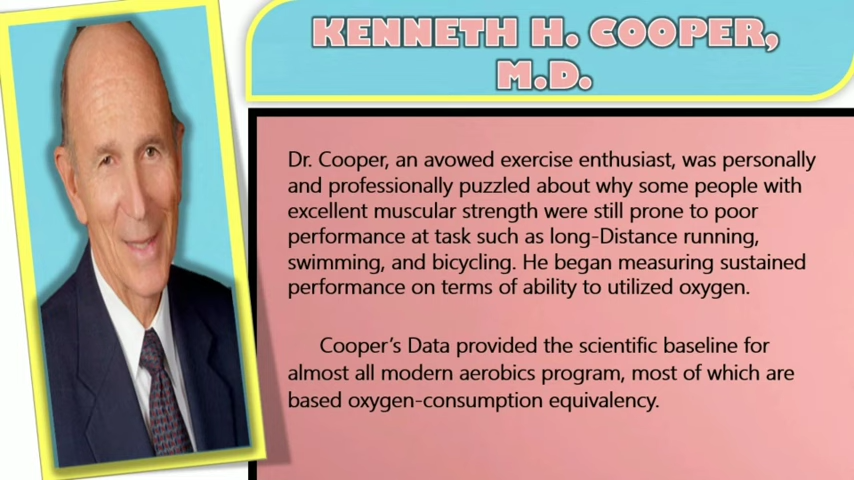 KENNETH H. COOPER,
M.D.
Dr. Cooper, an avowed exercise enthusiast, was personally
and professionally puzzled about why some people with
excellent muscular strength were still prone to poor
performance at task such as long-Distance running,
swimming, and bicycling. He began measuring sustained
performance on terms of ability to utilized oxygen.
Cooper's Data provided the scientific baseline for
almost all modern aerobics program, most of which are
based oxygen-consumption equivalency.